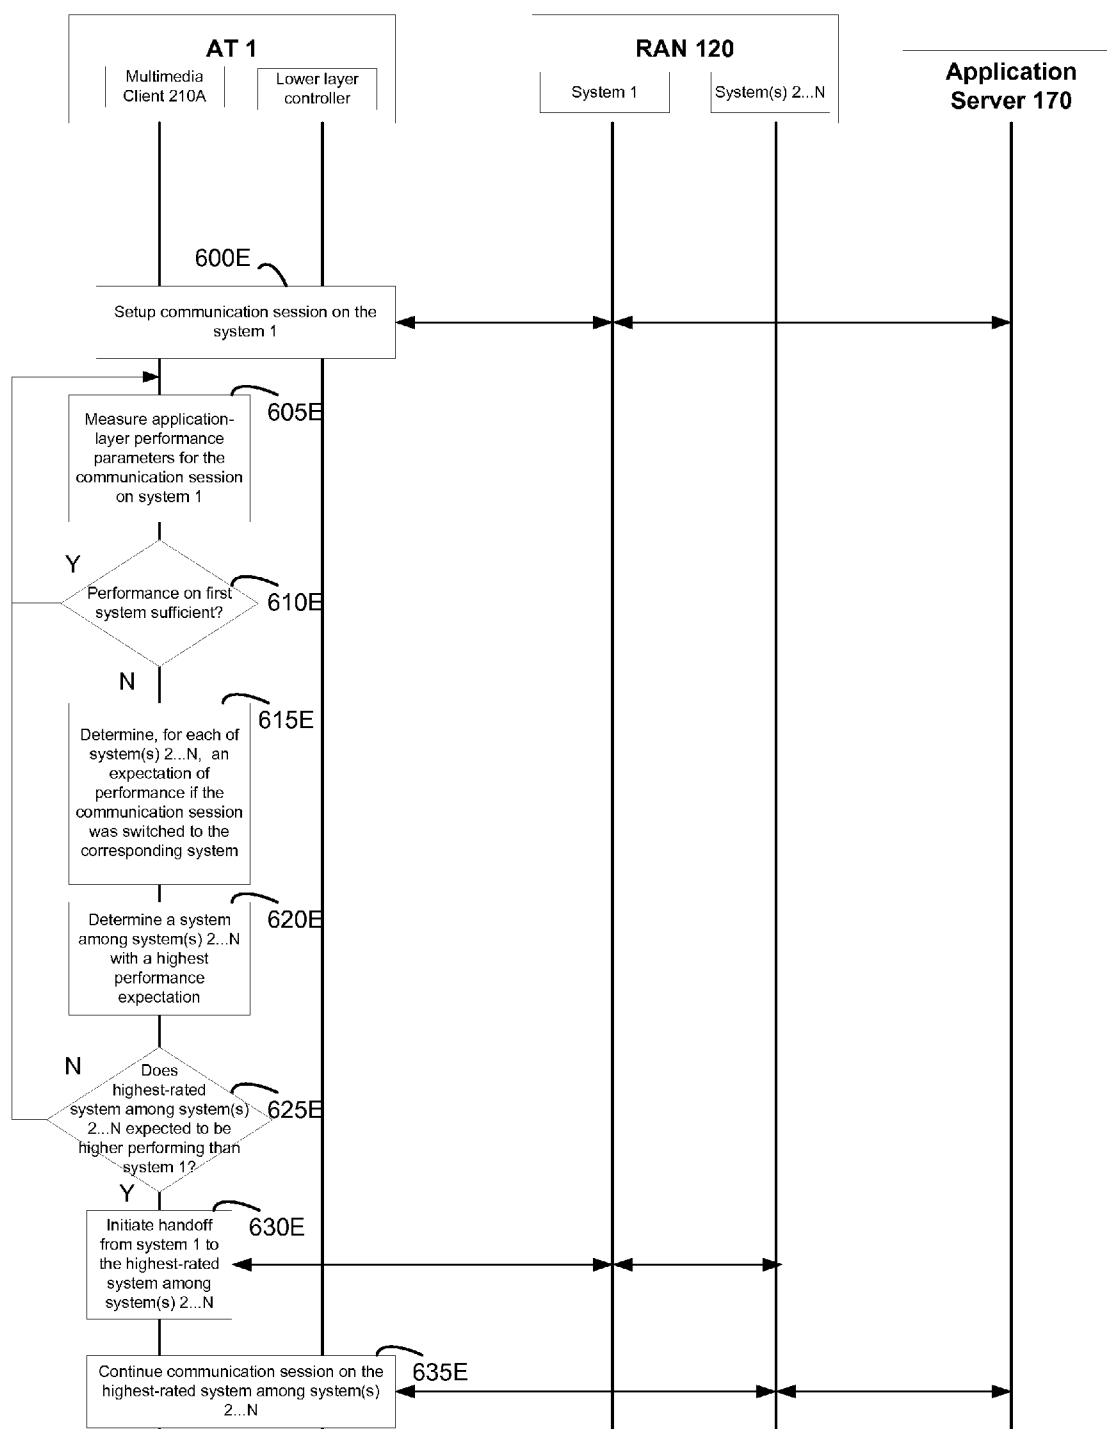 AT 1
RAN 120
Multimedia
Client 210A
Lower layer
controller
System 1
System(s) 2...N
Application
Server 170
600E
Setup communication session on the
system 1
605E
Measure application-
layer performance
parameters for the
communication session
on system 1
Y
Performance on first
system sufficient?
610E
N
615E
Determine, for each of
system(s) 2...N, an
expectation of
performance if the
communication session
was switched to the
corresponding system
620E
Determine a system
among system(s) 2...N
with a highest
performance
expectation
N
Does
highest-rated
system among system(s)
2...N expected to be
higher performing than
system 1?
625E
Y
630E
Initiate handoff
from system 1 to
the highest-rated
system among
system(s) 2...N
635E
Continue communication session on the
highest-rated system among system(s)
2...N